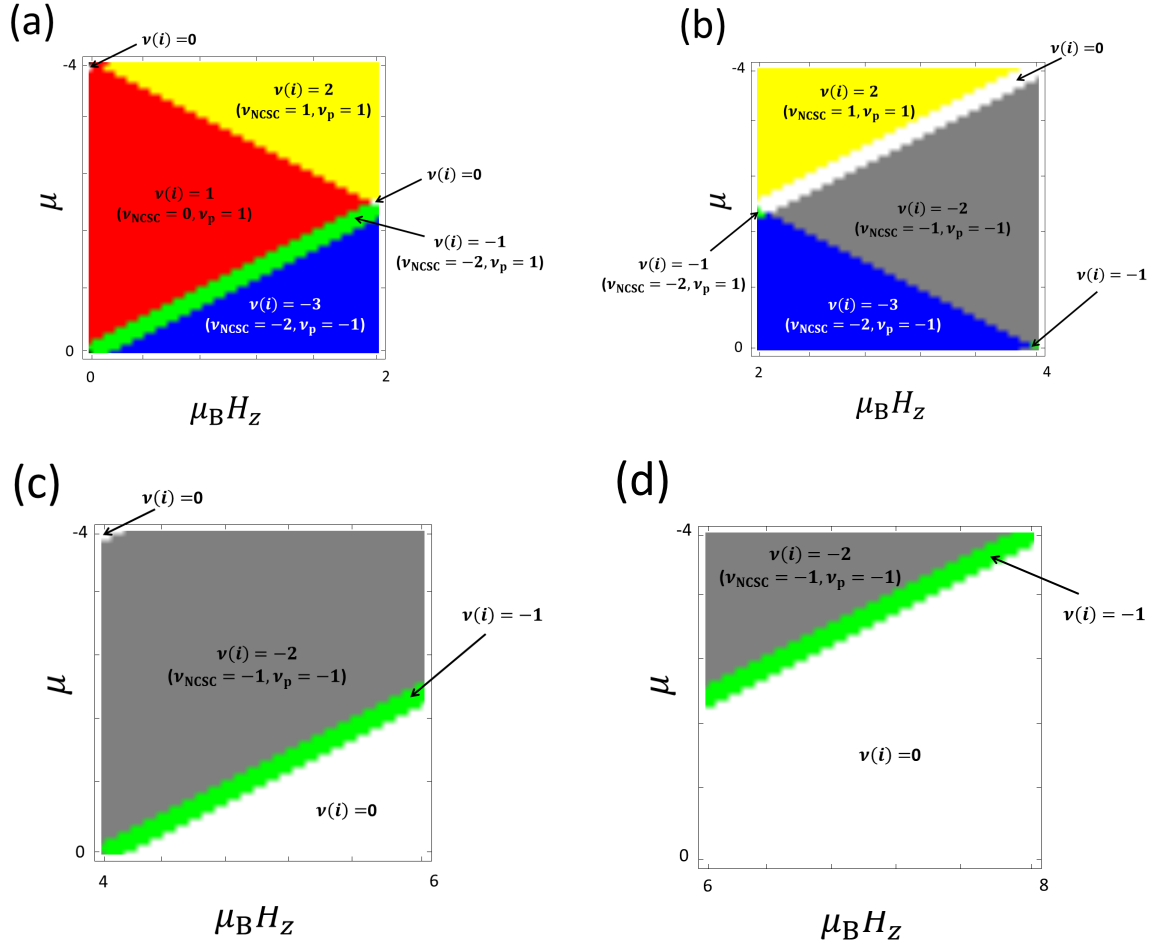 (a)
ν(i) =0
-4
ν(i) = 2
(νNCSC = 1, νp = 1)
ν(i) =0
ν(i) = 1
(νNCSC = 0, νp = 1)
μ
ν(i) = −1
(νNCSC = −2, νp = 1)
ν(i) = −3
(νNCSC = −2, νp = −1)
0
0
2
μBHz
(b)
ν(i) =0
-4
ν(i) = 2
(νNCSC = 1, νp = 1)
μ
ν(i) = −2
(νNCSC = −1, νp = −1)
ν(i) = −1
(νNCSC = −2, νp = 1)
ν(i) = −1
ν(i) = −3
(νNCSC = −2, νp = −1)
0
2
4
μBHz
(c)
ν(i) =0
-4
ν(i) = −1
ν(i) = −2
(νNCSC = −1, νp = −1)
μ
ν(i) =0
0
4
6
μBHz
(d)
-4
ν(i) = −2
(νNCSC = −1, νp = −1)
ν(i) = −1
μ
ν(i) =0
0
6
8
μBHz